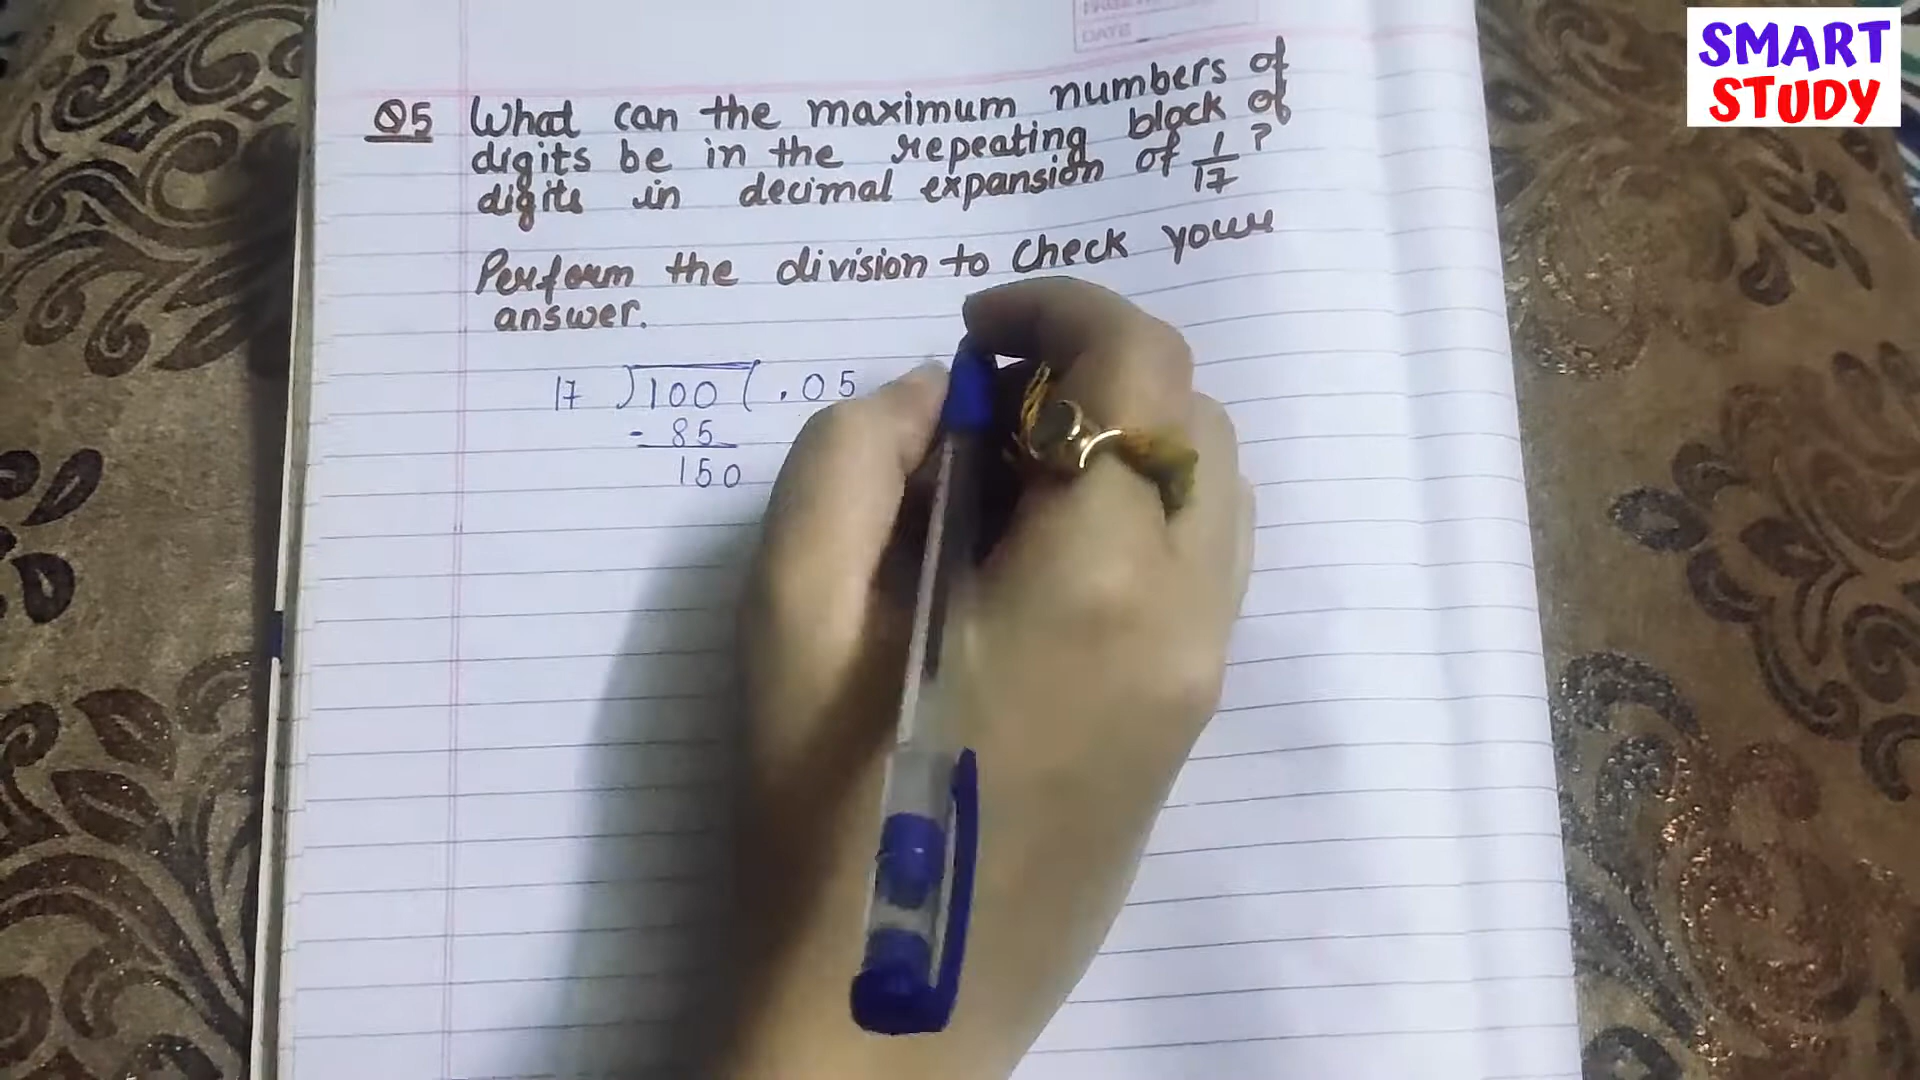 SMART
STUDY
DATE
Q5 What can the maximum numbers of
digits be in the repeating block of
digits in decimal expansion of 1/17?
Perform the division to check your
answer.
17 ) 100 ( .05
- 85
150